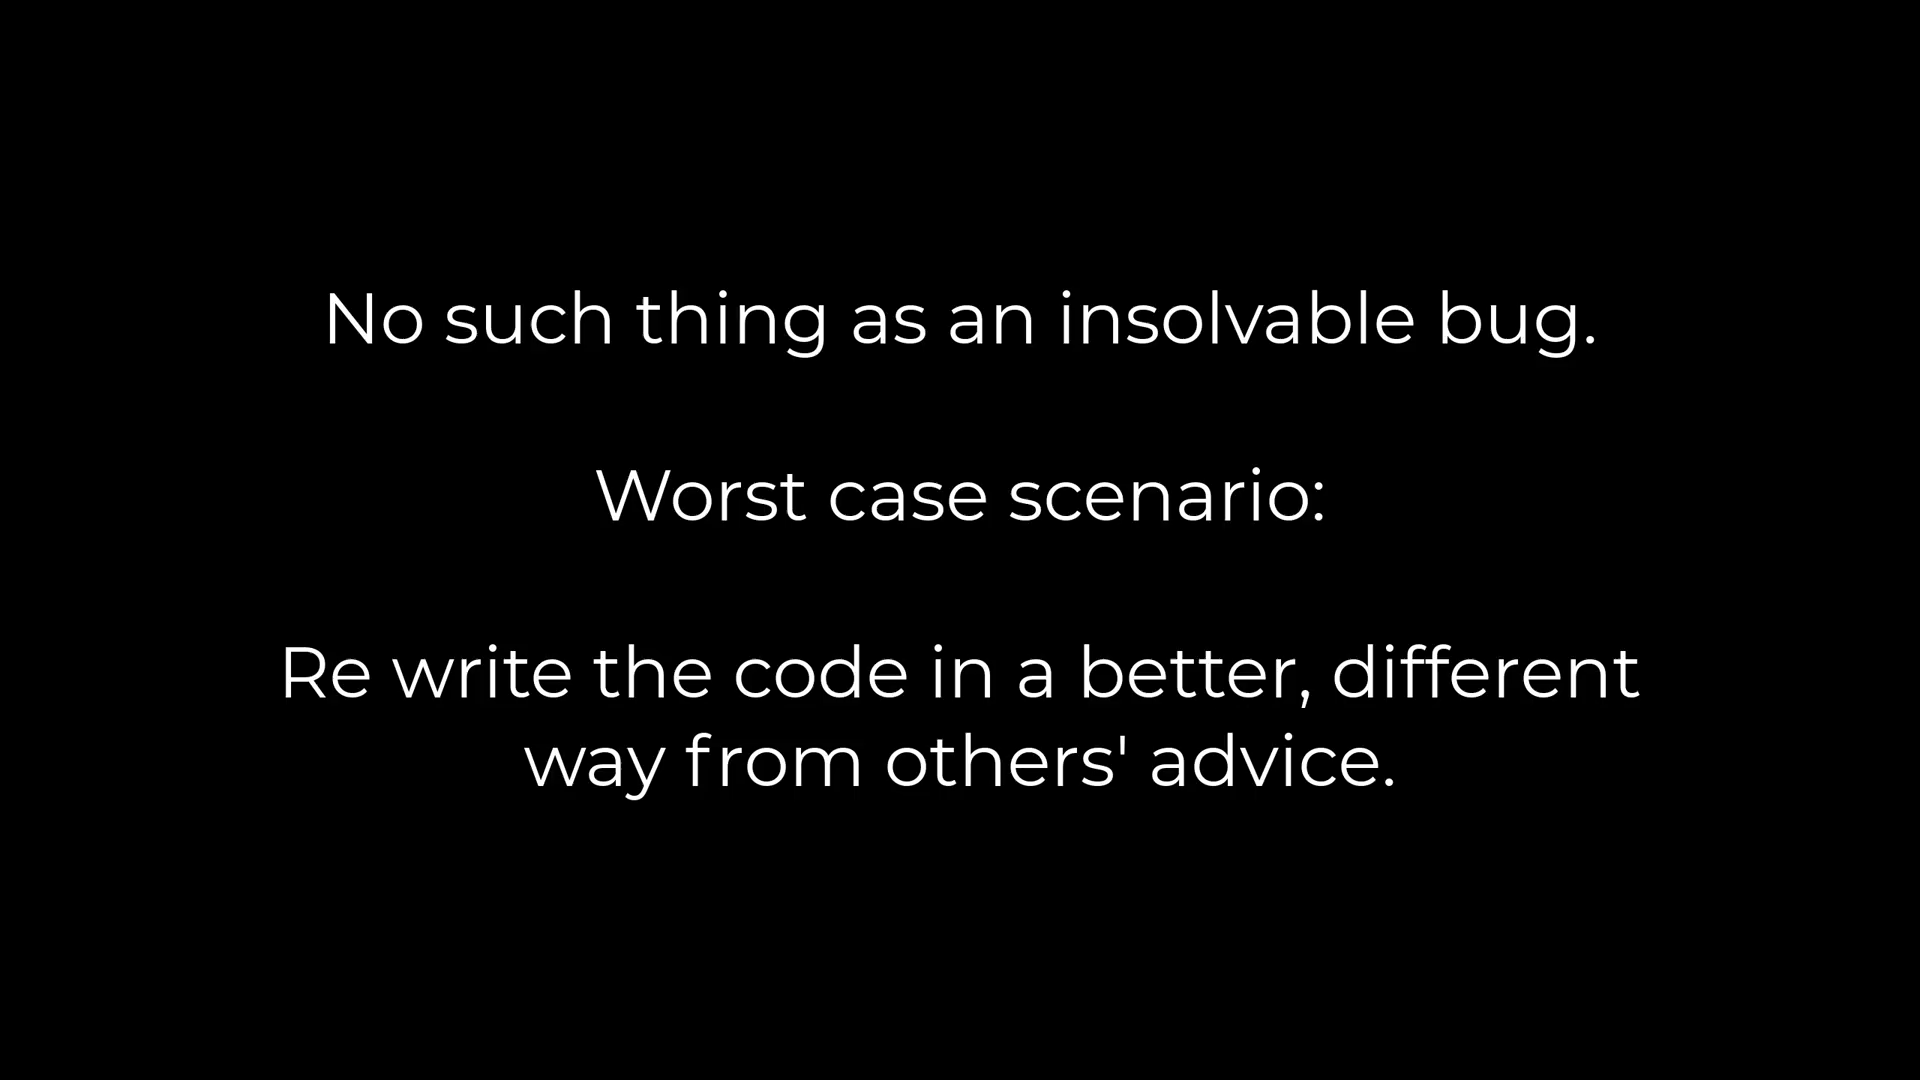 No such thing as an insolvable bug.
Worst case scenario:
Re write the code in a better, different
way from others' advice.